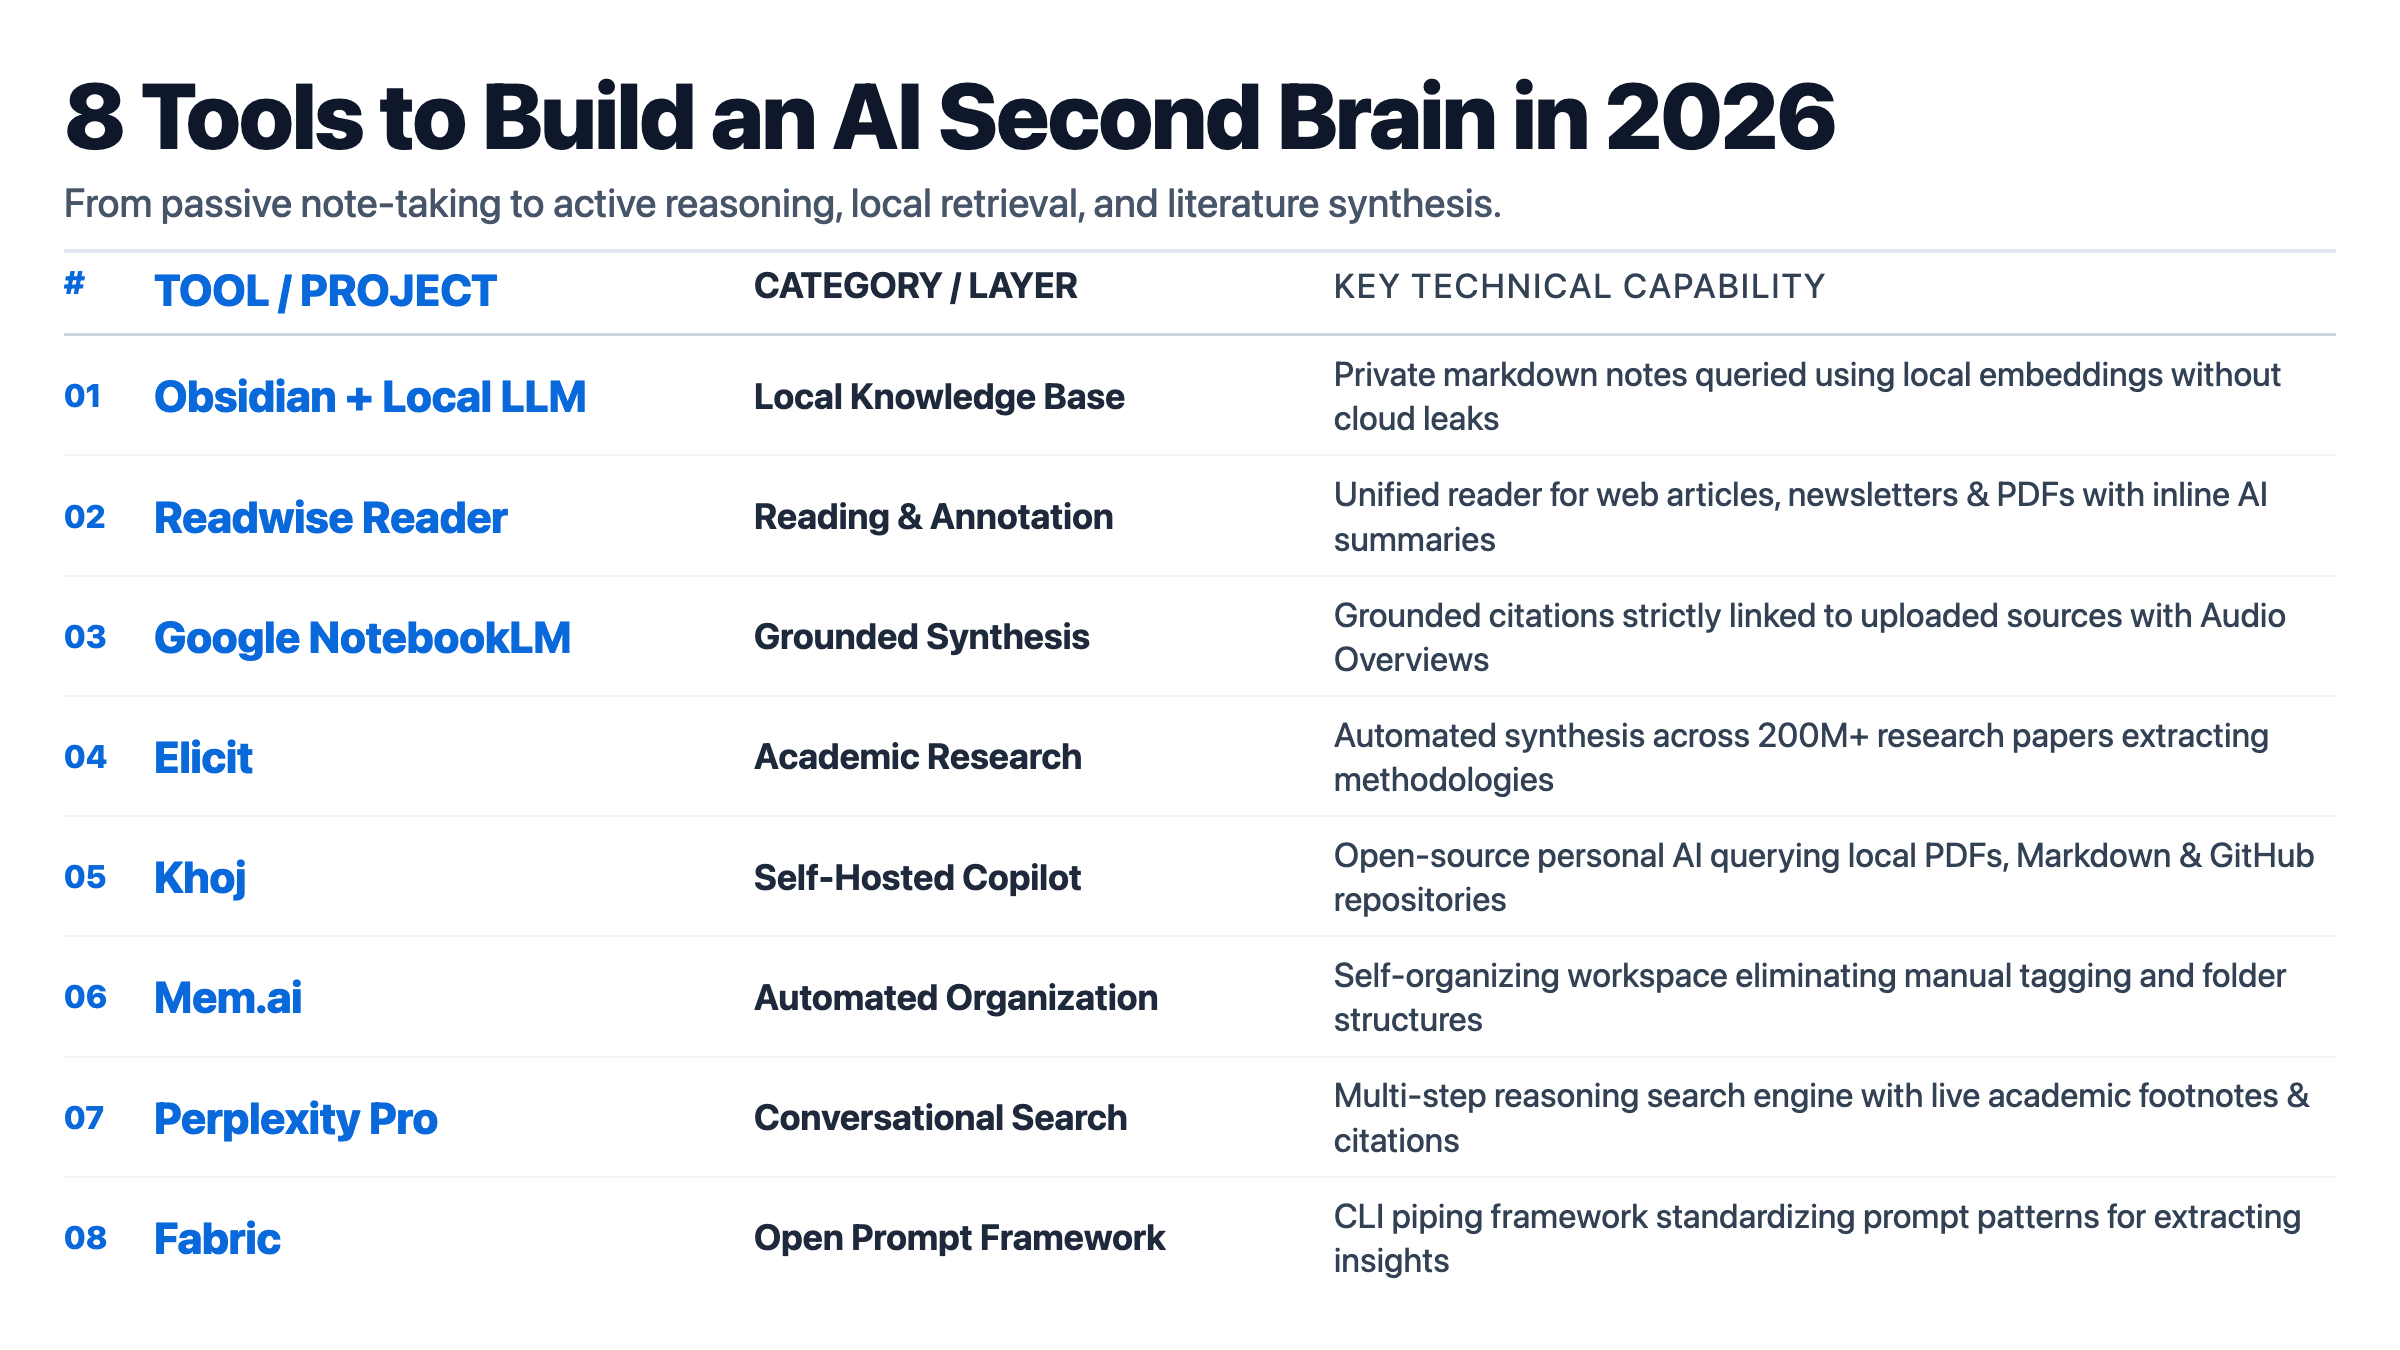 8 Tools to Build an AI Second Brain in 2026
From passive note-taking to active reasoning, local retrieval, and literature synthesis.
# TOOL / PROJECT CATEGORY / LAYER KEY TECHNICAL CAPABILITY
01 Obsidian + Local LLM Local Knowledge Base Private markdown notes queried using local embeddings without
cloud leaks
02 Readwise Reader Reading & Annotation Unified reader for web articles, newsletters & PDFs with inline AI
summaries
03 Google NotebookLM Grounded Synthesis Grounded citations strictly linked to uploaded sources with Audio
Overviews
04 Elicit Academic Research Automated synthesis across 200M+ research papers extracting
methodologies
05 Khoj Self-Hosted Copilot Open-source personal AI querying local PDFs, Markdown & GitHub
repositories
06 Mem.ai Automated Organization Self-organizing workspace eliminating manual tagging and folder
structures
07 Perplexity Pro Conversational Search Multi-step reasoning search engine with live academic footnotes &
citations
08 Fabric Open Prompt Framework CLI piping framework standardizing prompt patterns for extracting
insights